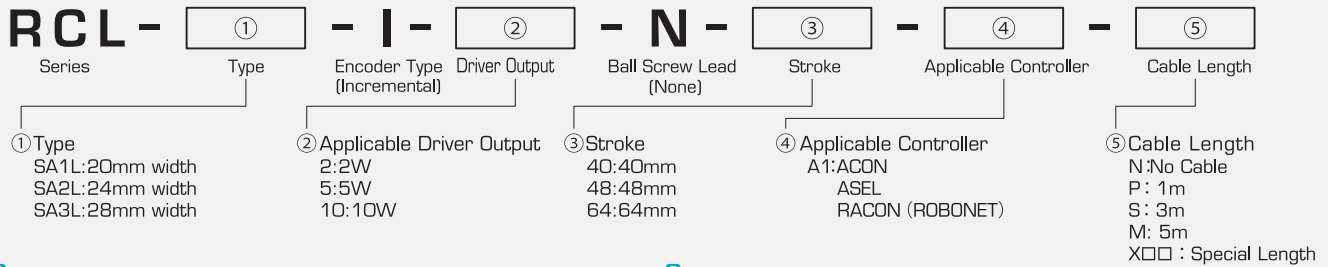 RCL - ① - I - ② - N - ③ - ④ - ⑤
Series Type Encoder Type Driver Output Ball Screw Lead Stroke Applicable Controller Cable Length
(Incremental) (None)
①Type ②Applicable Driver Output ③Stroke ④Applicable Controller ⑤Cable Length
SA1L:20mm width 2:2W 40:40mm A1:ACON N:No Cable
SA2L:24mm width 5:5W 48:48mm ASEL P: 1m
SA3L:28mm width 10:10W 64:64mm RACON (ROBONET) S: 3m
M: 5m
X□□ : Special Length